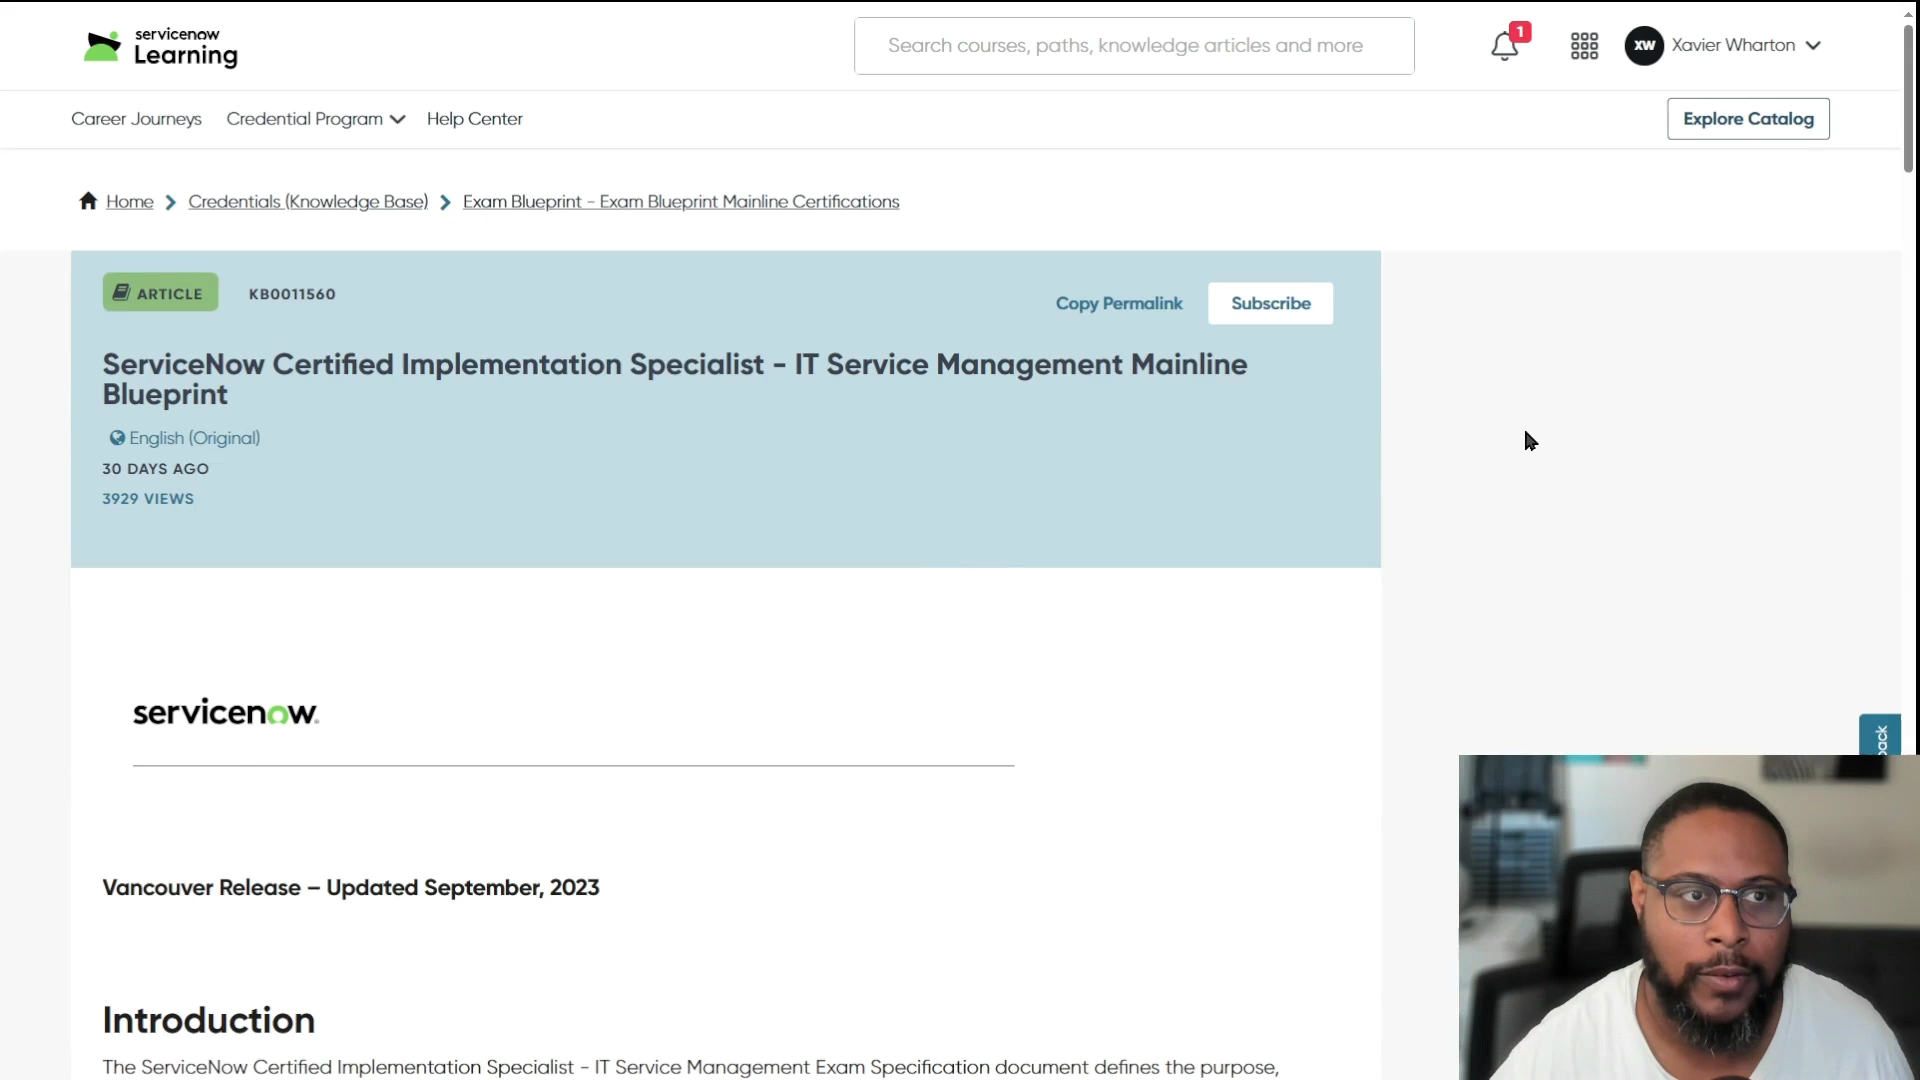 servicenow
Learning
Search courses, paths, knowledge articles and more
1
XW
Xavier Wharton
Career Journeys
Credential Program
Help Center
Explore Catalog
Home
Credentials (Knowledge Base)
Exam Blueprint - Exam Blueprint Mainline Certifications
ARTICLE
KB0011560
Copy Permalink
Subscribe
ServiceNow Certified Implementation Specialist - IT Service Management Mainline
Blueprint
English (Original)
30 DAYS AGO
3929 VIEWS
servicenow.
Vancouver Release – Updated September, 2023
Introduction
The ServiceNow Certified Implementation Specialist - IT Service Management Exam Specification document defines the purpose,